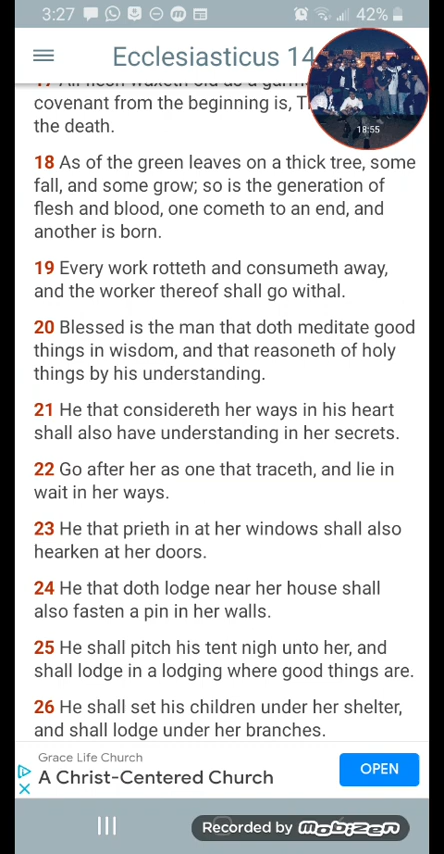 3:27 42%
Ecclesiasticus 14
covenant from the beginning is,
the death.
18:55
18 As of the green leaves on a thick tree, some
fall, and some grow; so is the generation of
flesh and blood, one cometh to an end, and
another is born.
19 Every work rotteth and consumeth away,
and the worker thereof shall go withal.
20 Blessed is the man that doth meditate good
things in wisdom, and that reasoneth of holy
things by his understanding.
21 He that considereth her ways in his heart
shall also have understanding in her secrets.
22 Go after her as one that traceth, and lie in
wait in her ways.
23 He that prieth in at her windows shall also
hearken at her doors.
24 He that doth lodge near her house shall
also fasten a pin in her walls.
25 He shall pitch his tent nigh unto her, and
shall lodge in a lodging where good things are.
26 He shall set his children under her shelter,
and shall lodge under her branches.
Grace Life Church
A Christ-Centered Church
OPEN
Recorded by Mobizen